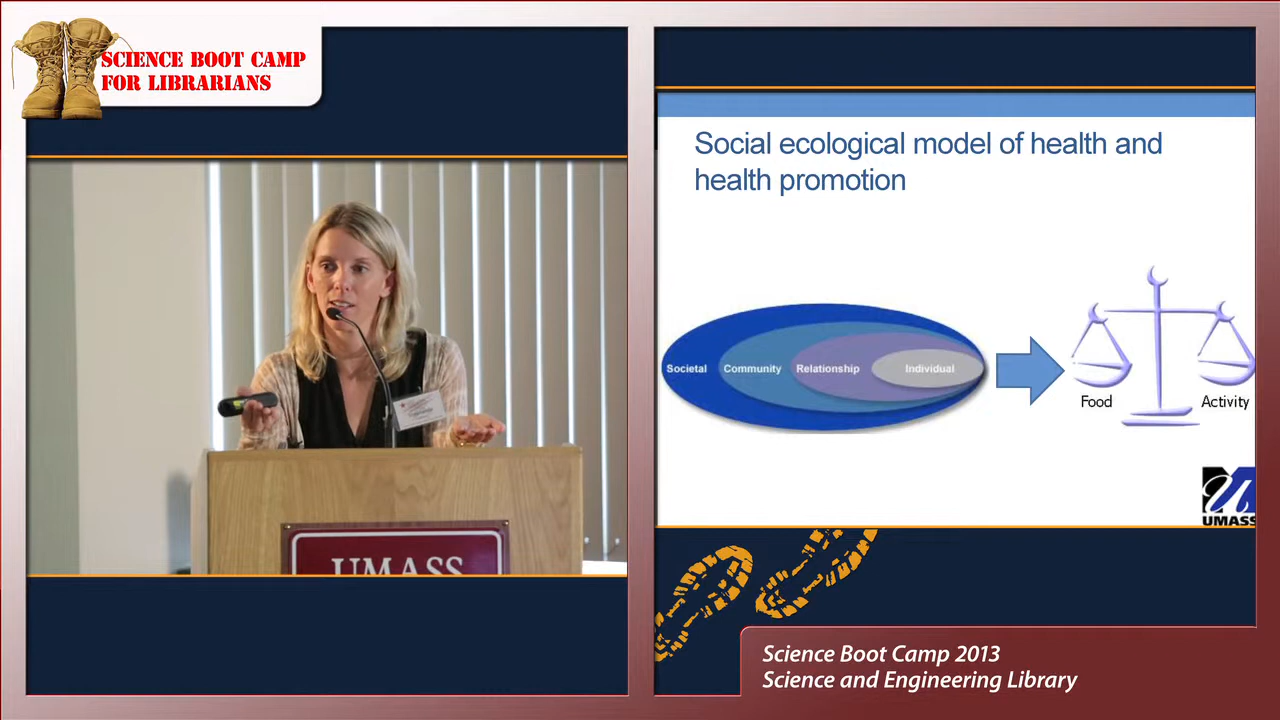 SCIENCE BOOT CAMP
FOR LIBRARIANS
UMASS
Social ecological model of health and
health promotion
Societal
Community
Relationship
Individual
Food
Activity
UMASS
Science Boot Camp 2013
Science and Engineering Library